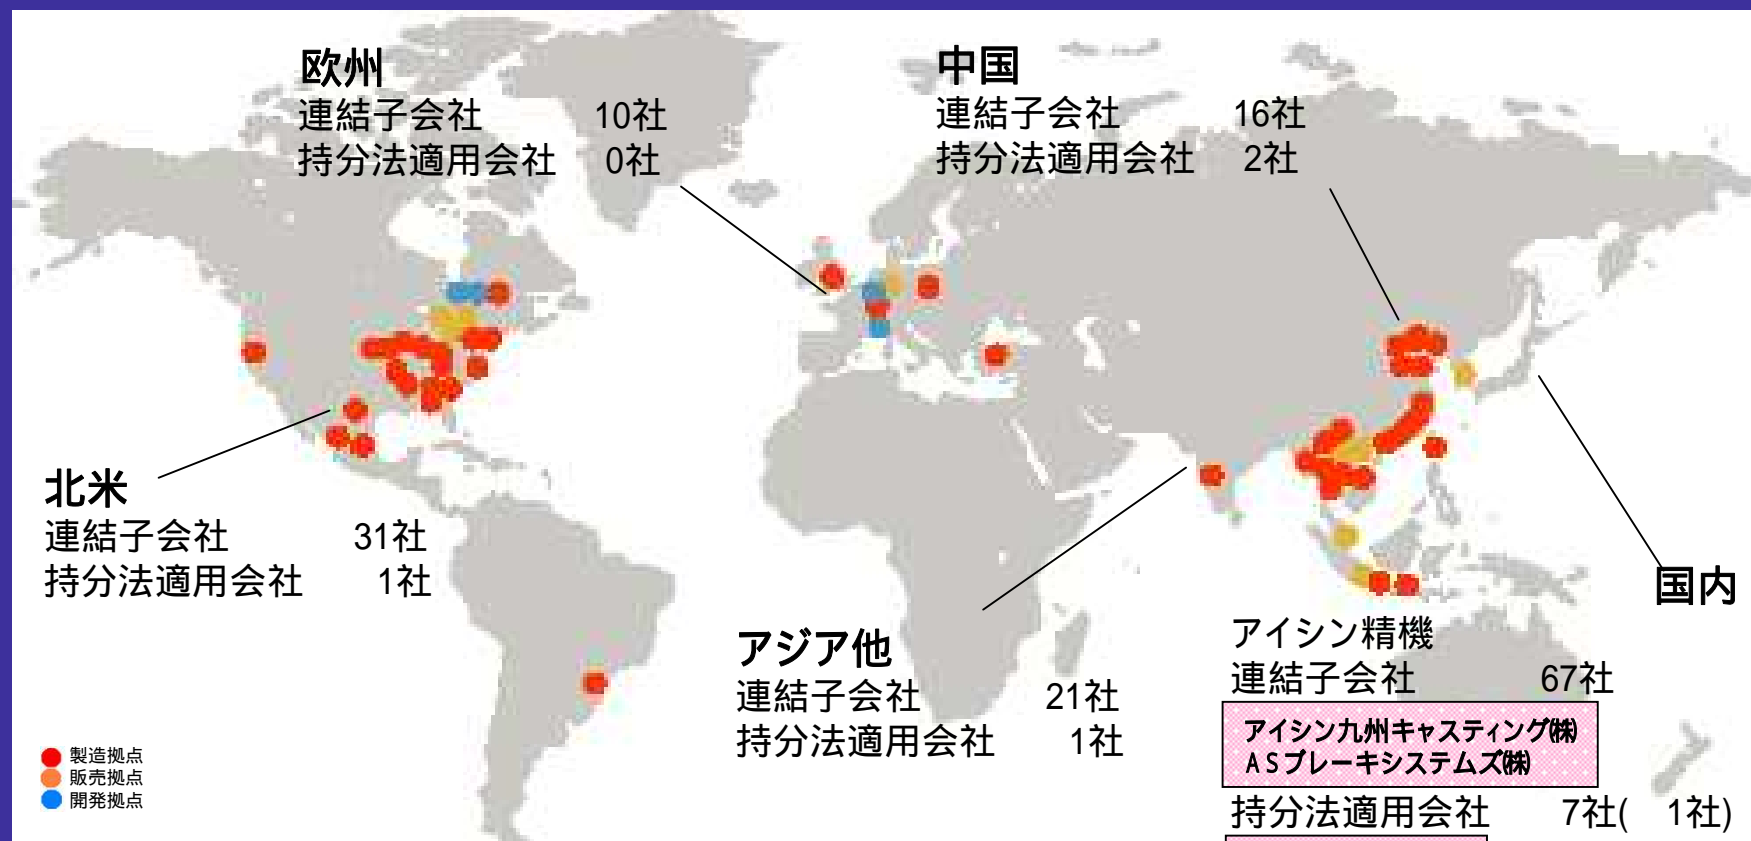 欧州
連結子会社 10社
持分法適用会社 0社
中国
連結子会社 16社
持分法適用会社 2社
北米
連結子会社 31社
持分法適用会社 1社
アジア他
連結子会社 21社
持分法適用会社 1社
国内
アイシン精機
連結子会社 67社
アイシン九州キャスティング㈱
ASブレーキシステムズ㈱
持分法適用会社 7社( 1社)
製造拠点
販売拠点
開発拠点